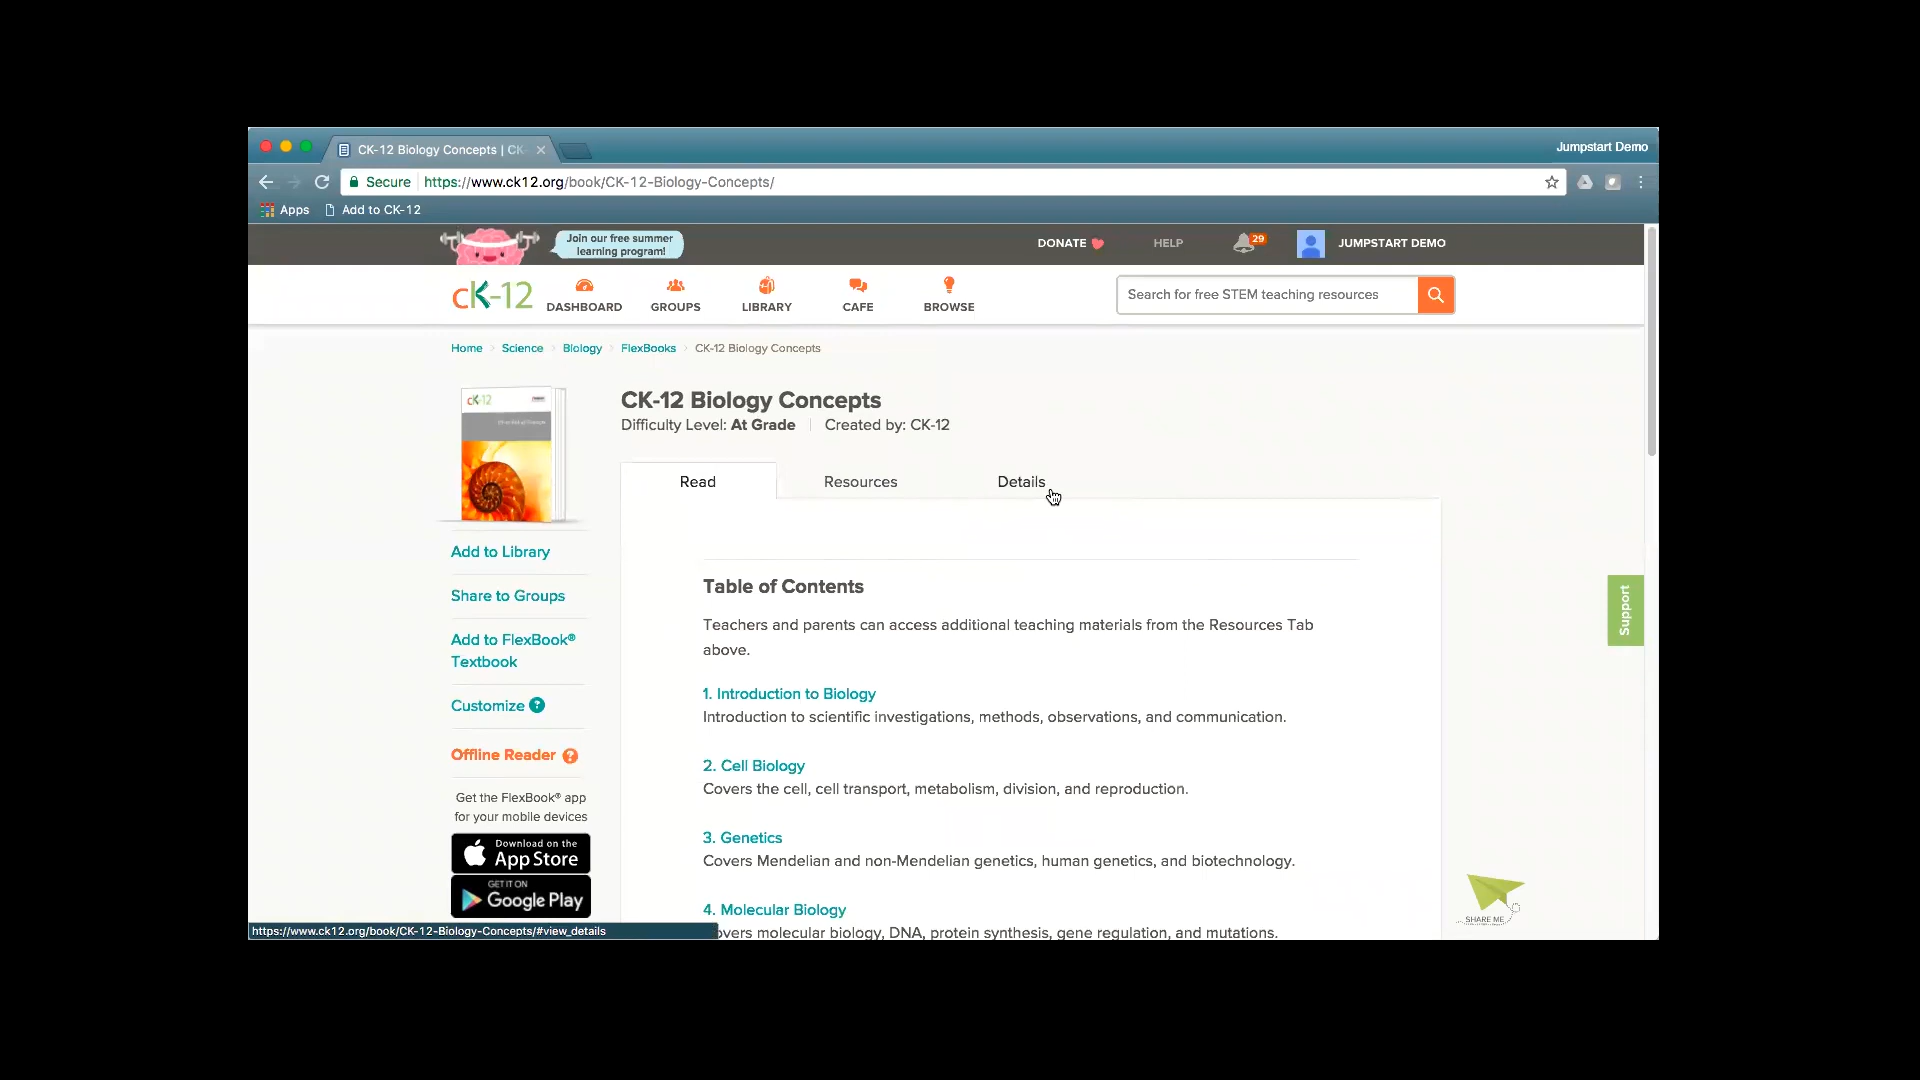 CK-12 Biology Concepts | CK-
Jumpstart Demo
Secure https://www.ck12.org/book/CK-12-Biology-Concepts/
Apps Add to CK-12
Join our free summer
learning program!
DONATE HELP 29 JUMPSTART DEMO
cK-12 DASHBOARD GROUPS LIBRARY CAFE BROWSE
Search for free STEM teaching resources
Home Science Biology FlexBooks CK-12 Biology Concepts
cK-12
CK-12 Biology Concepts
Difficulty Level: At Grade Created by: CK-12
Read Resources Details
Add to Library
Share to Groups
Add to FlexBook®
Textbook
Customize ?
Offline Reader ?
Get the FlexBook® app
for your mobile devices
Download on the
App Store
GET IT ON
Google Play
Table of Contents
Teachers and parents can access additional teaching materials from the Resources Tab
above.
1. Introduction to Biology
Introduction to scientific investigations, methods, observations, and communication.
2. Cell Biology
Covers the cell, cell transport, metabolism, division, and reproduction.
3. Genetics
Covers Mendelian and non-Mendelian genetics, human genetics, and biotechnology.
4. Molecular Biology
overs molecular biology, DNA, protein synthesis, gene regulation, and mutations.
Support
SHARE ME
https://www.ck12.org/book/CK-12-Biology-Concepts/#view_details